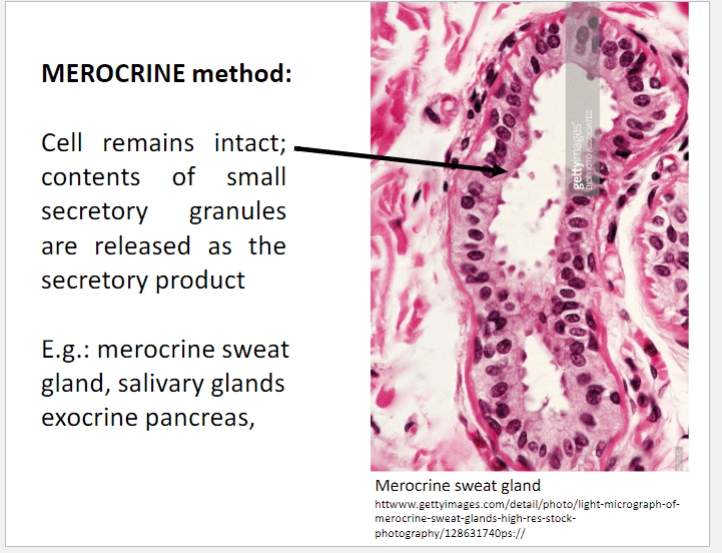 MEROCRINE method:
Cell remains intact;
contents of small
secretory granules
are released as the
secretory product
E.g.: merocrine sweat
gland, salivary glands
exocrine pancreas,
gettyimages
Merocrine sweat gland
httwww.gettyimages.com/detail/photo/light-micrograph-of-
merocrine-sweat-glands-high-res-stock-
photography/128631740ps://